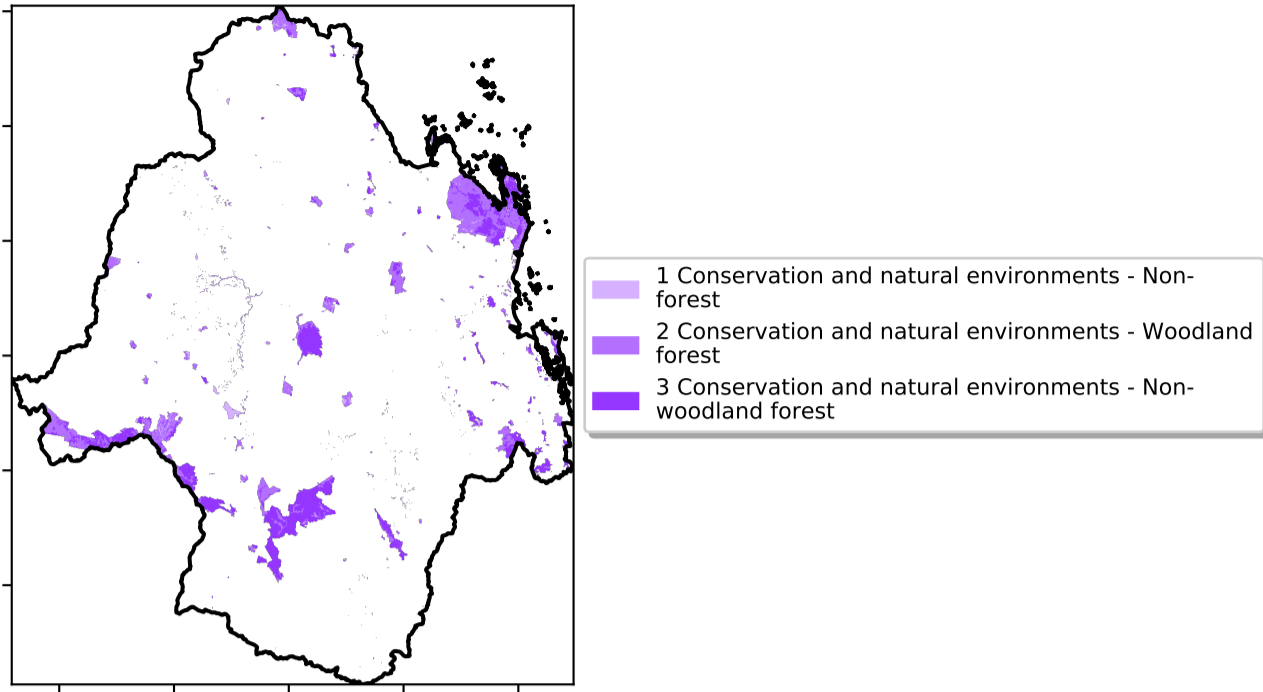 1 Conservation and natural environments - Non-
forest
2 Conservation and natural environments - Woodland
forest
3 Conservation and natural environments - Non-
woodland forest